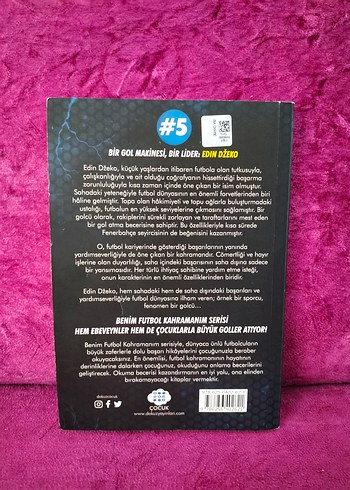 #5
BİR GOL MAKİNESİ, BİR LİDER: EDIN DŽEKO
Edin Džeko, küçük yaşlardan itibaren futbola olan tutkusuyla,
çalışkanlığıyla ve ait olduğu coğrafyanın hissettirdiği başarma
zorunluluğuyla kısa zaman içinde öne çıkan bir isim olmuştur.
Sahadaki yeteneğiyle futbol dünyasının en önemli forvetlerinden biri
hâline gelmiştir. Topa olan hâkimiyeti ve topu ağlarla buluşturmadaki
ustalığı, futbolun en yüksek seviyelerine çıkmasını sağlamıştır. Bir
golcü olarak, rakiplerini sürekli zorlayan ve taraftarlarını mest eden
bir gol atma becerisine sahiptir. Bu özellikleriyle kısa sürede
Fenerbahçe seyircisinin de beğenisini kazanmıştır.
O, futbol kariyerinde gösterdiği başarılarının yanında
yardımseverliğiyle de öne çıkan bir kahramandır. Cömertliği ve hayır
işlerine olan duyarlılığı, saha içindeki başarısının saha dışına sadece
bir yansımasıdır. Her türlü ihtiyaç sahibine yardım etme isteği,
onun karakterinin en önemli özelliklerinden biridir.
Edin Džeko, hem sahadaki hem de saha dışındaki başarıları ve
yardımseverliğiyle futbol dünyasına ilham veren; örnek bir sporcu,
fenomen bir golcü...
BENİM FUTBOL KAHRAMANIM SERİSİ
HEM EBEVEYNLER HEM DE ÇOCUKLARLA BÜYÜK GOLLER ATIYOR!
Benim Futbol Kahramanım Serisiyle, dünyaca ünlü futbolcuların
büyük zaferlerle dolu başarı hikâyelerini çocuğunuzla beraber
okuyacaksınız. En önemlisi, futbol kahramanının hayatının
derinliklerine dalarken çocuğunuz, okuduğunu anlama becerilerini
geliştirecek. Okuma becerisi kazandırmanın en iyi yolu, ona elinden
bırakamayacağı kitaplar vermektir.
dokuzcocuk
ÇOCUK
www.dokuzyayinlari.com